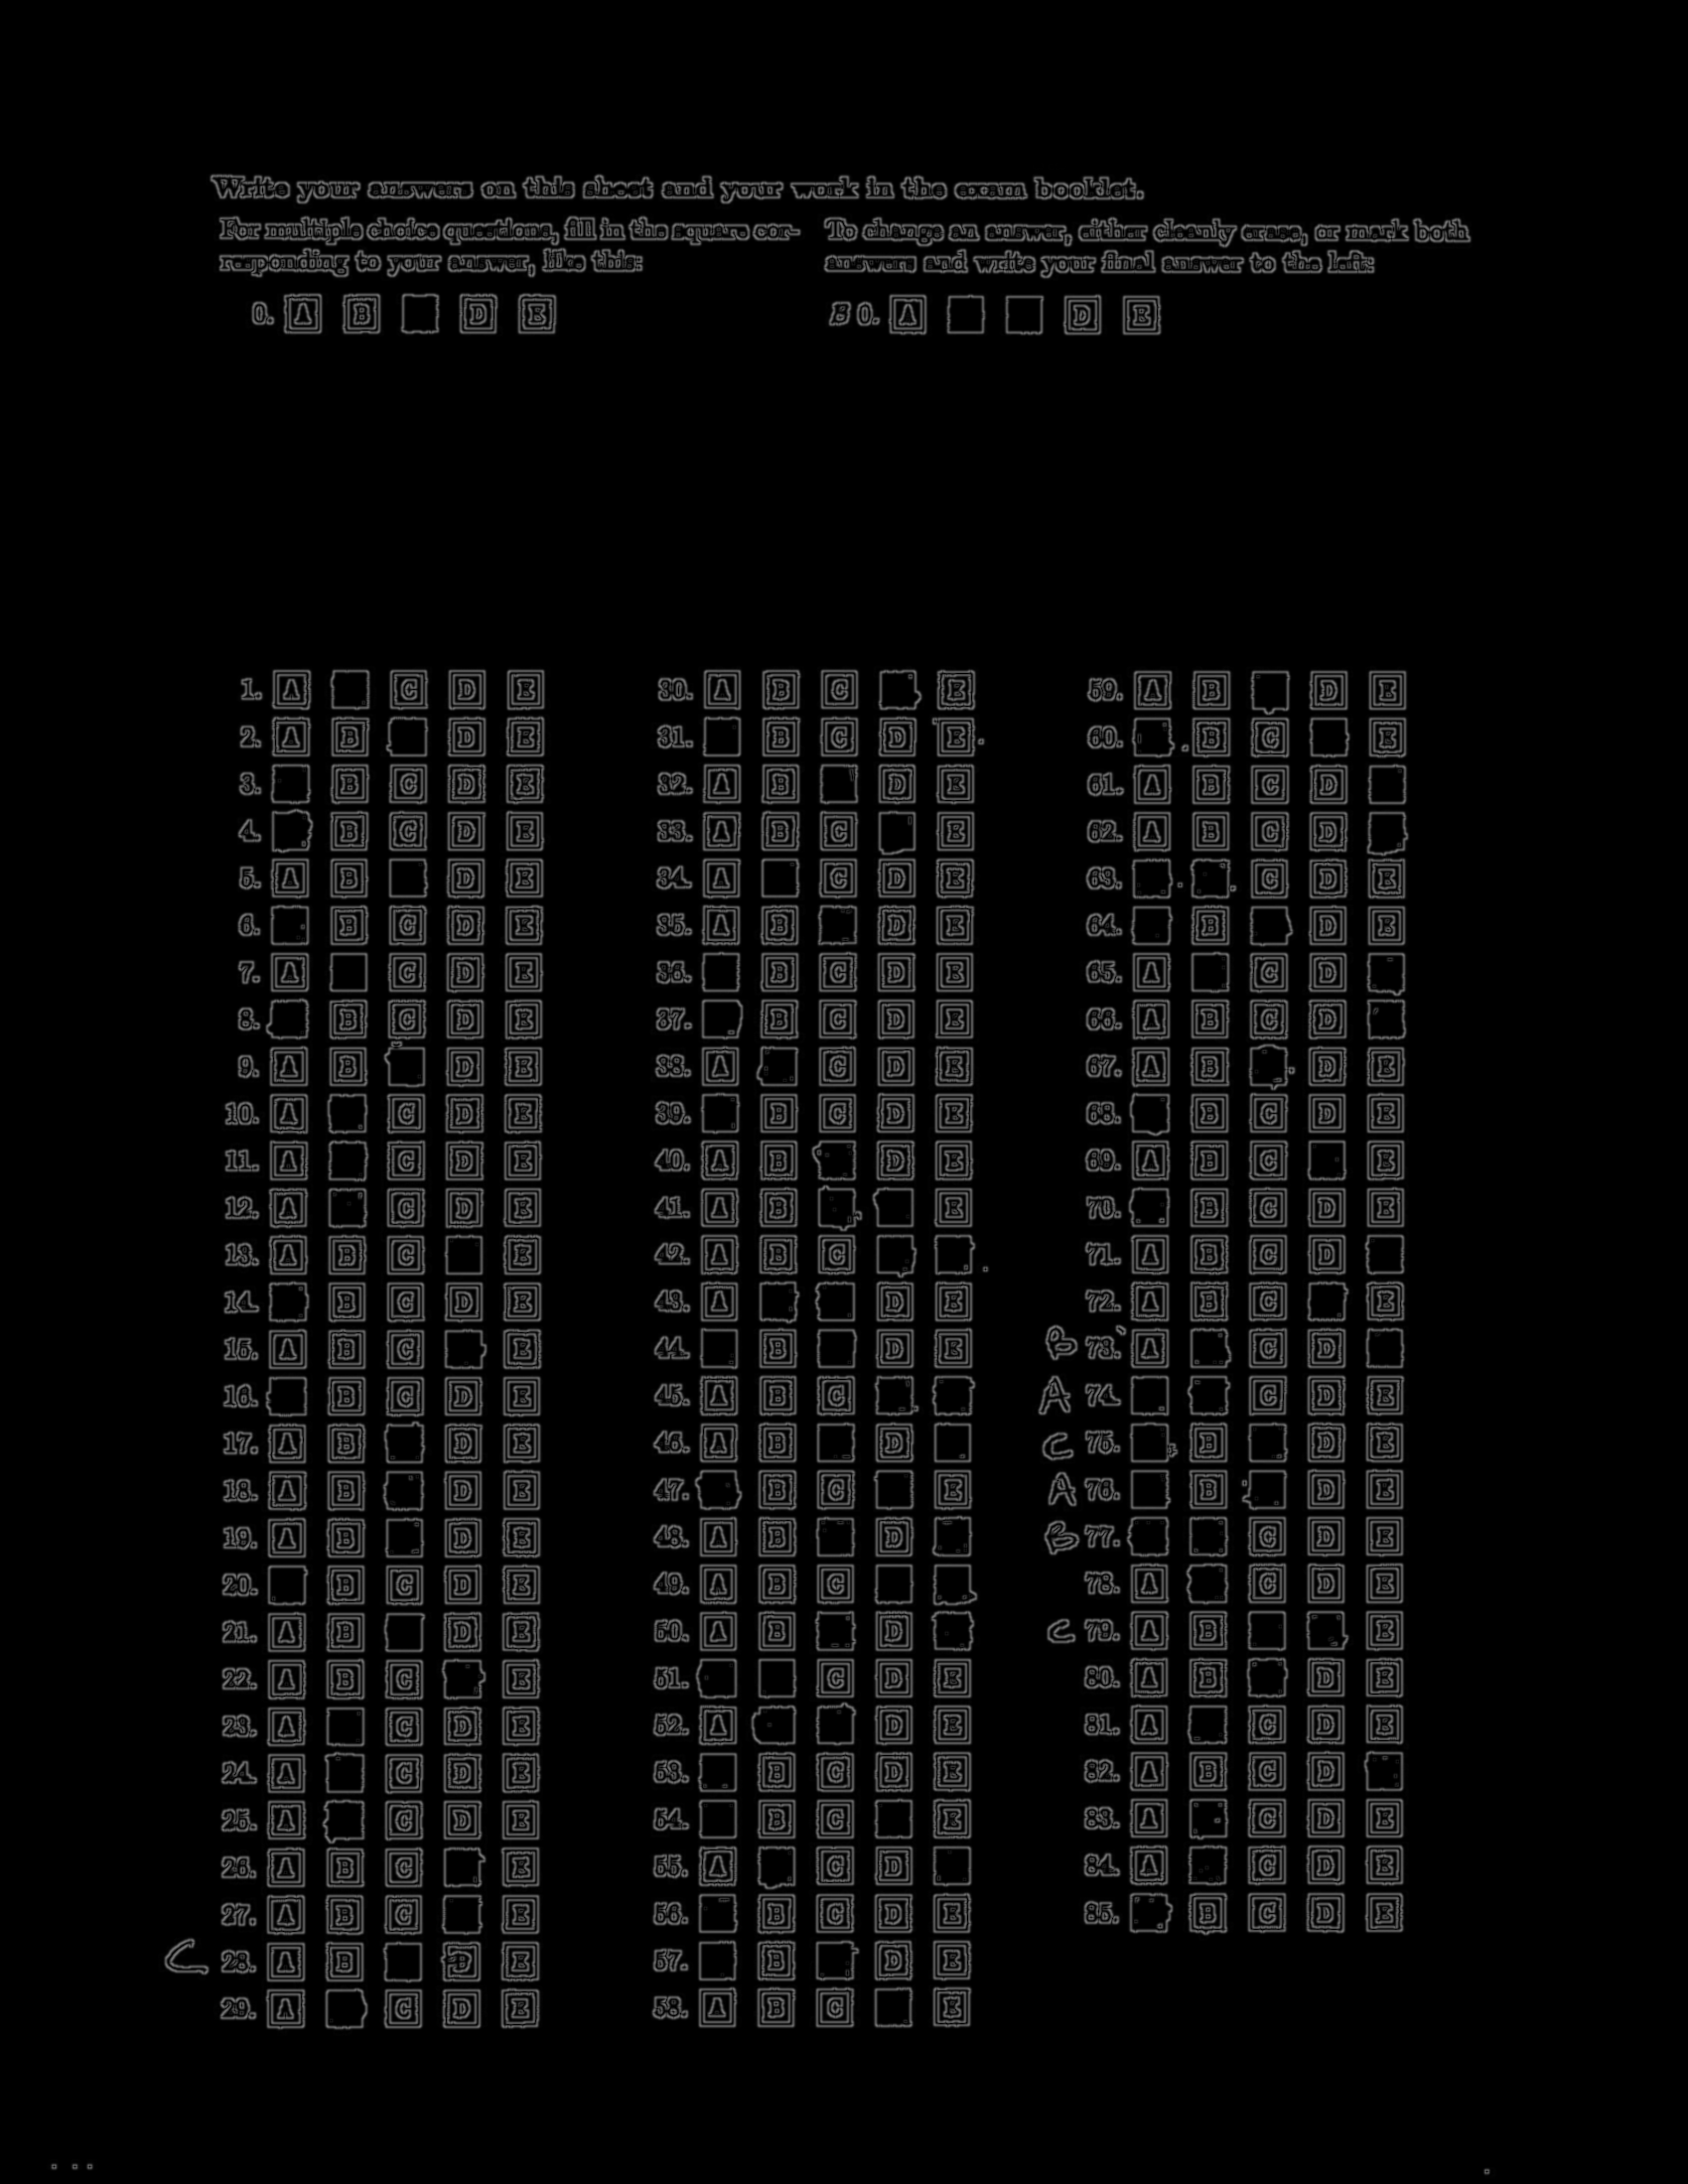 Write your answers on this sheet and your work in the exam booklet.
For multiple choice questions, fill in the square cor-
responding to your answer, like this:
0. A B D E
To change an answer, either cleanly erase, or mark both
answers and write your final answer to the left:
B 0. A D E
1. A C D E
2. A B D E
3. B C D E
4. B C D E
5. A B D E
6. B C D E
7. A C D E
8. B C D E
9. A B D E
10. A C D E
11. A C D E
12. A C D E
13. A B C E
14. B C D E
15. A B C E
16. B C D E
17. A B D E
18. A B D E
19. A B D E
20. B C D E
21. A B D E
22. A B C E
23. A C D E
24. A C D E
25. A C D E
26. A B C E
27. A B C E
C 28. A B E
29. A C D E
30. A B C E
31. B C D E
32. A B D E
33. A B C E
34. A C D E
35. A B D E
36. B C D E
37. B C D E
38. A C D E
39. B C D E
40. A B D E
41. A B E
42. A B C
43. A D E
44. B D E
45. A B C
46. A B D
47. B C E
48. A B D
49. A B C
50. A B D
51. C D E
52. A D E
53. B C D E
54. B C E
55. A C D
56. B C D E
57. B D E
58. A B C E
59. A B D E
60. B C E
61. A B C D
62. A B C D
63. C D E
64. B D E
65. A C D
66. A B C D
67. A B D E
68. B C D E
69. A B C E
70. B C D E
71. A B C D
72. A B C E
B 73. A C D
A 74. C D E
C 75. B D E
A 76. B D E
B 77. C D E
78. A C D E
C 79. A B E
80. A B D E
81. A C D E
82. A B C D
83. A C D E
84. A C D E
85. B C D E